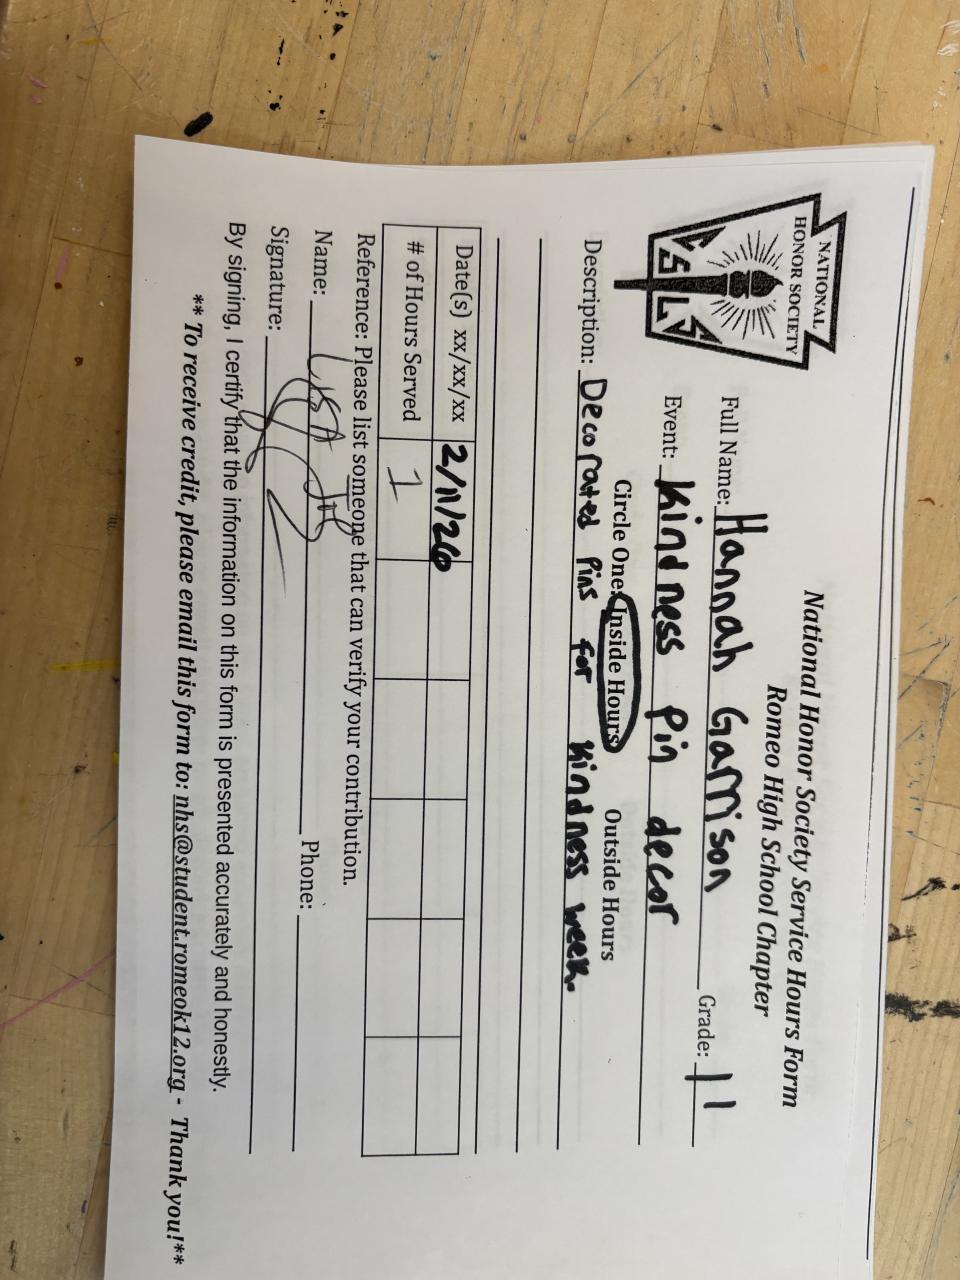 National Honor Society Service Hours Form
Romeo High School Chapter
NATIONAL
HONOR SOCIETY
C S L S
Full Name: Hannah Garrison Grade: 11
Event: Kindness Pin decor
Circle One: Inside Hours Outside Hours
Description: Decorated Pins for kindness week.
Date(s) xx/xx/xx 2/11/26
# of Hours Served 1
Reference: Please list someone that can verify your contribution.
Name: Phone:
Signature:
By signing, I certify that the information on this form is presented accurately and honestly.
** To receive credit, please email this form to: nhs@student.romeok12.org - Thank you!**